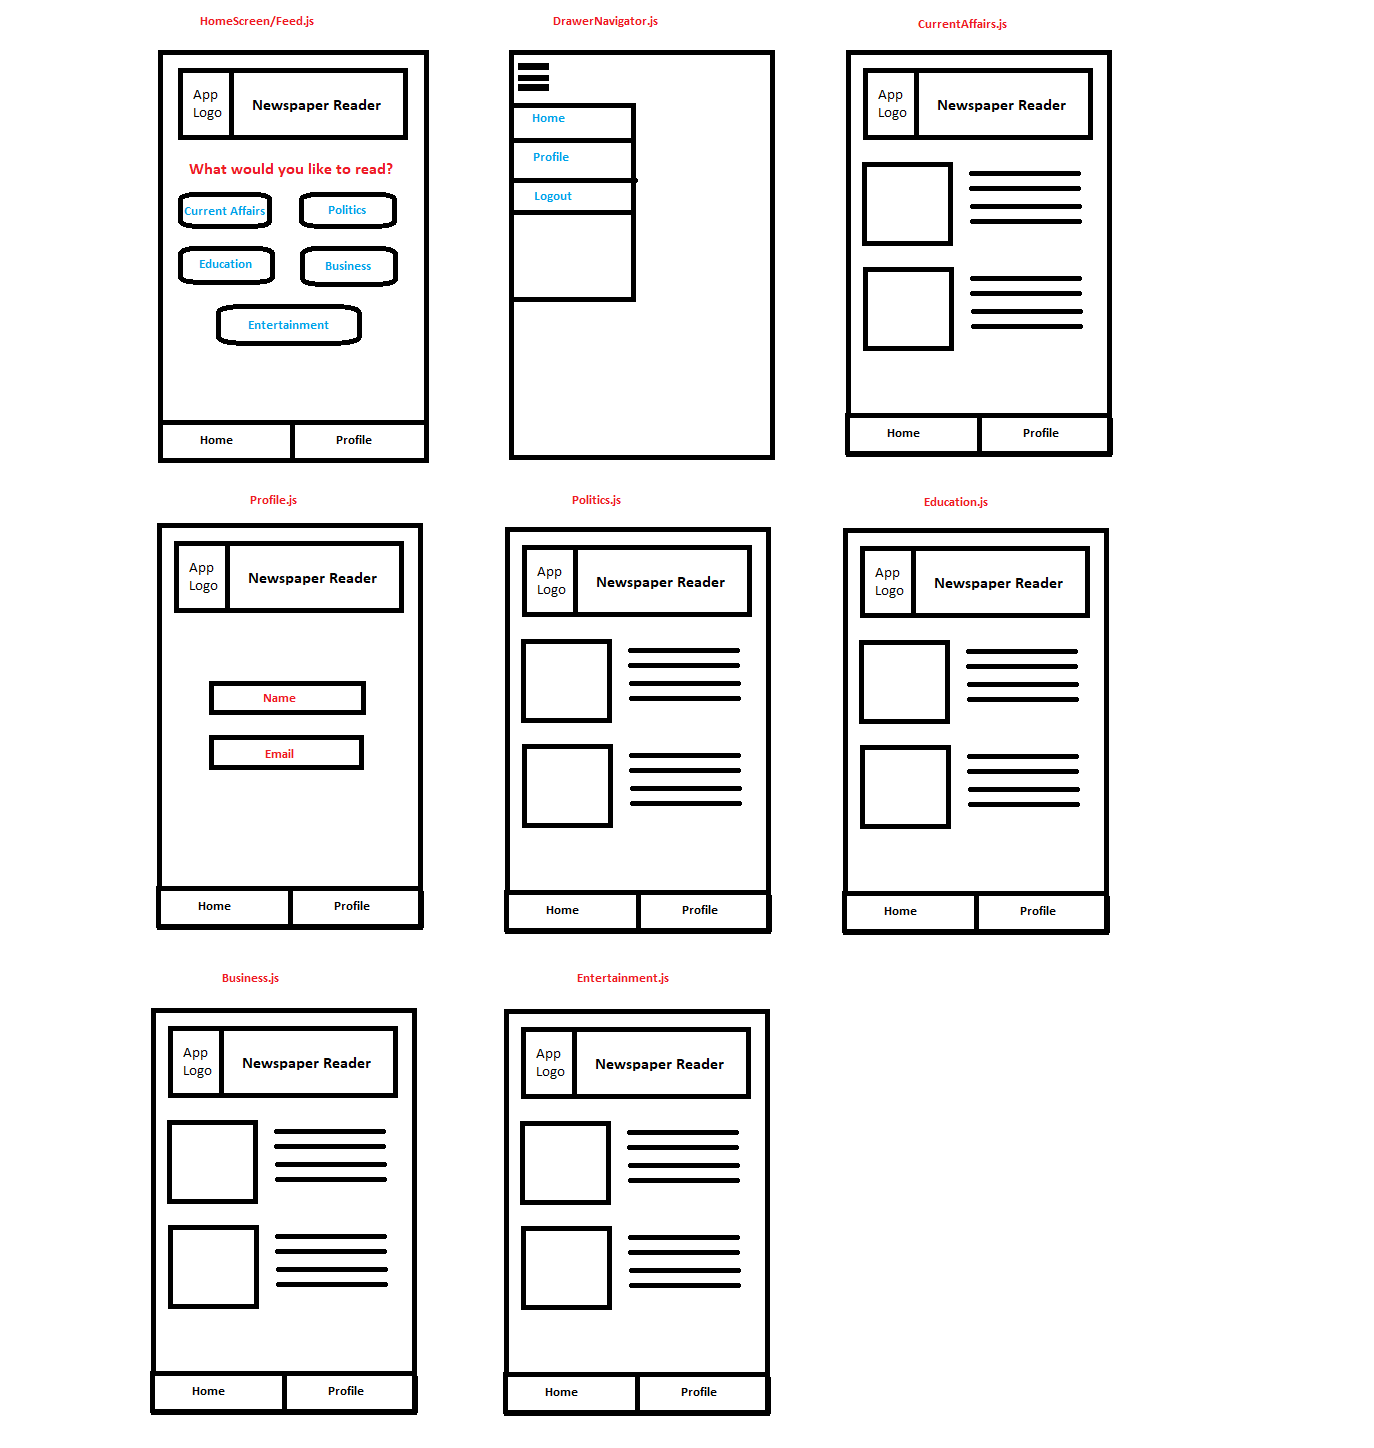 HomeScreen/Feed.js
App
Logo
Newspaper Reader
What would you like to read?
Current Affairs
Politics
Education
Business
Entertainment
Home
Profile
DrawerNavigator.js
Home
Profile
Logout
CurrentAffairs.js
App
Logo
Newspaper Reader
Home
Profile
Profile.js
App
Logo
Newspaper Reader
Name
Email
Home
Profile
Politics.js
App
Logo
Newspaper Reader
Home
Profile
Education.js
App
Logo
Newspaper Reader
Home
Profile
Business.js
App
Logo
Newspaper Reader
Home
Profile
Entertainment.js
App
Logo
Newspaper Reader
Home
Profile